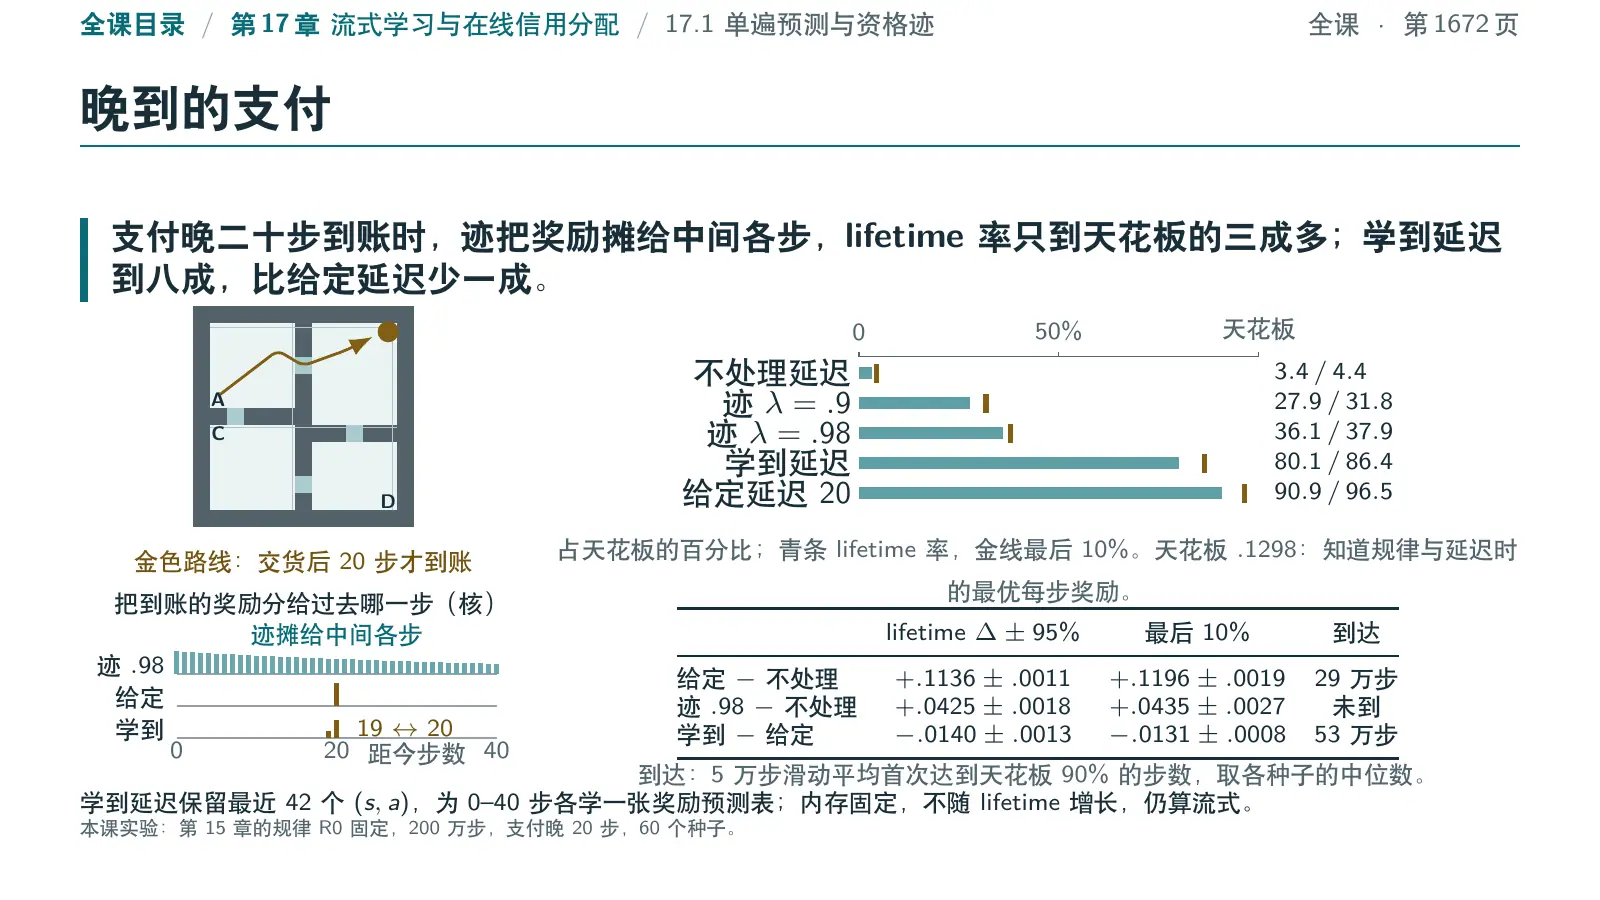 全课目录 / 第17章 流式学习与在线信用分配 / 17.1 单遍预测与资格迹
全课 · 第1672页
晚到的支付
支付晚二十步到账时，迹把奖励摊给中间各步，lifetime 率只到天花板的三成多；学到延迟
到八成，比给定延迟少一成。
A
C
D
金色路线：交货后 20 步才到账
把到账的奖励分给过去哪一步（核）
迹摊给中间各步
迹 .98
给定
学到 19 ↔ 20
0 20 距今步数 40
0 50% 天花板
不处理延迟 3.4 / 4.4
迹 λ = .9 27.9 / 31.8
迹 λ = .98 36.1 / 37.9
学到延迟 80.1 / 86.4
给定延迟 20 90.9 / 96.5
占天花板的百分比；青条 lifetime 率，金线最后 10%。天花板 .1298：知道规律与延迟时
的最优每步奖励。
lifetime Δ ± 95% 最后 10% 到达
给定 − 不处理 +.1136 ± .0011 +.1196 ± .0019 29 万步
迹 .98 − 不处理 +.0425 ± .0018 +.0435 ± .0027 未到
学到 − 给定 −.0140 ± .0013 −.0131 ± .0008 53 万步
到达：5 万步滑动平均首次达到天花板 90% 的步数，取各种子的中位数。
学到延迟保留最近 42 个 (s, a)，为 0–40 步各学一张奖励预测表；内存固定，不随 lifetime 增长，仍算流式。
本课实验：第 15 章的规律 R0 固定，200 万步，支付晚 20 步，60 个种子。